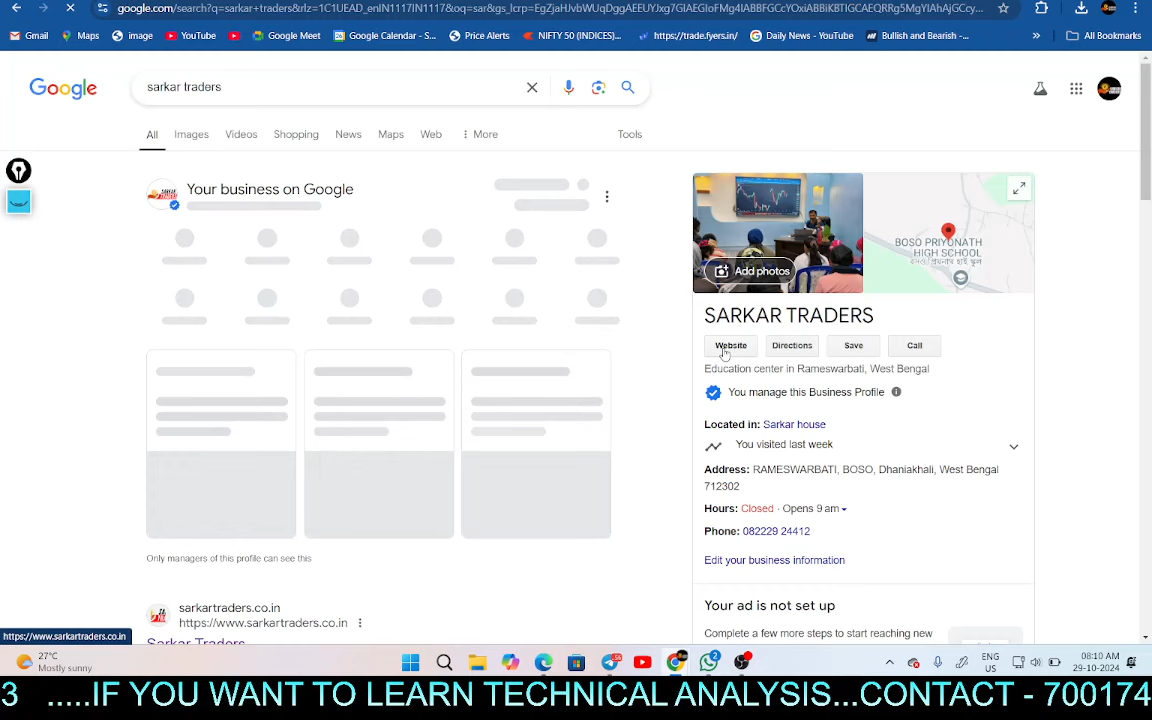 google.com/search?q=sarkar+traders&rlz=1C1UEAD_enIN1117IN1117&oq=sar&gs_lcrp=
Gmail
Maps
image
YouTube
Google Meet
Google Calendar - S...
Price Alerts
NIFTY 50 (INDICES)...
https://trade.fyers.in/
Daily News - YouTube
Bullish and Bearish -...
»
All Bookmarks
Google
sarkar traders
All
Images
Videos
Shopping
News
Maps
Web
More
Tools
Your business on Google
Only managers of this profile can see this
sarkartraders.co.in
https://www.sarkartraders.co.in
Sarkar Traders
Add photos
BOSO PRIYONATH
HIGH SCHOOL
SARKAR TRADERS
Website
Directions
Save
Call
Education center in Rameswarbati, West Bengal
You manage this Business Profile
Located in: Sarkar house
You visited last week
Address: RAMESWARBATI, BOSO, Dhaniakhali, West Bengal
712302
Hours: Closed · Opens 9 am
Phone: 082229 24412
Edit your business information
Your ad is not set up
Complete a few more steps to start reaching new
https://www.sarkartraders.co.in
27°C
Mostly sunny
2
ENG
US
08:10 AM
29-10-2024
3 .....IF YOU WANT TO LEARN TECHNICAL ANALYSIS...CONTACT - 700174